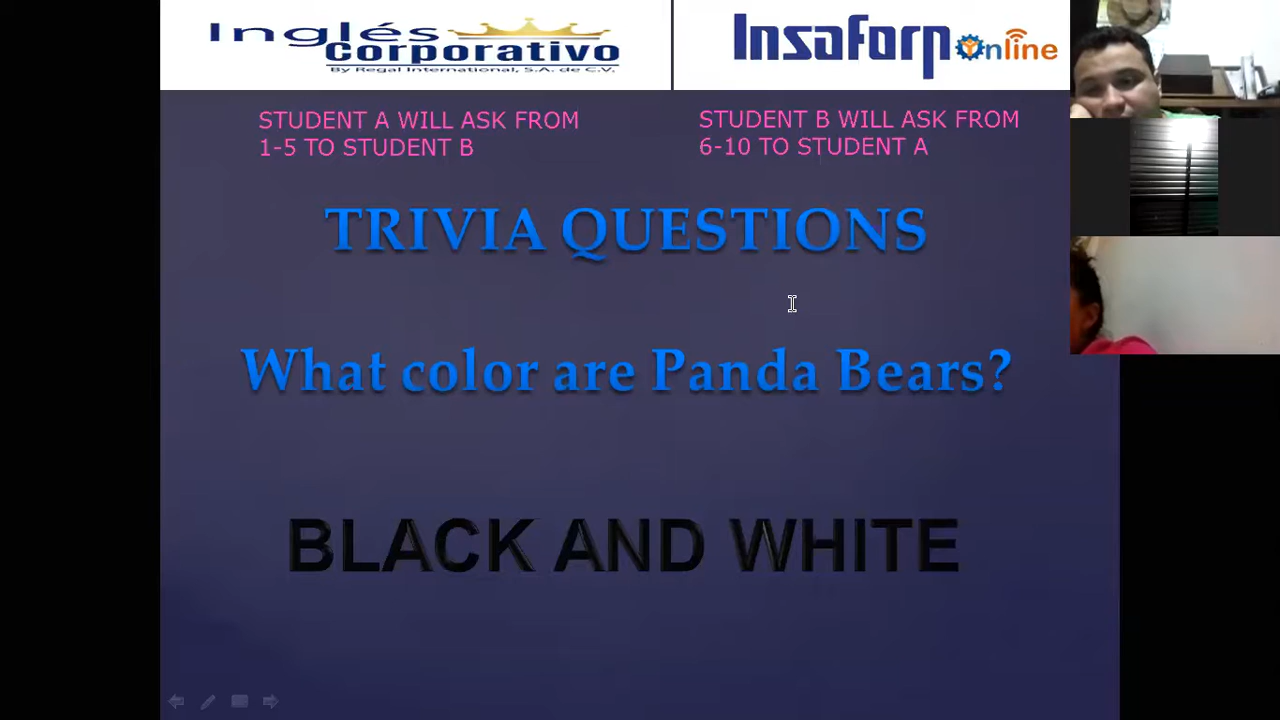 Inglés
Corporativo
By Regal International, S.A. de C.V.
Insaforp Online
STUDENT A WILL ASK FROM
1-5 TO STUDENT B
STUDENT B WILL ASK FROM
6-10 TO STUDENT A
TRIVIA QUESTIONS
What color are Panda Bears?
BLACK AND WHITE